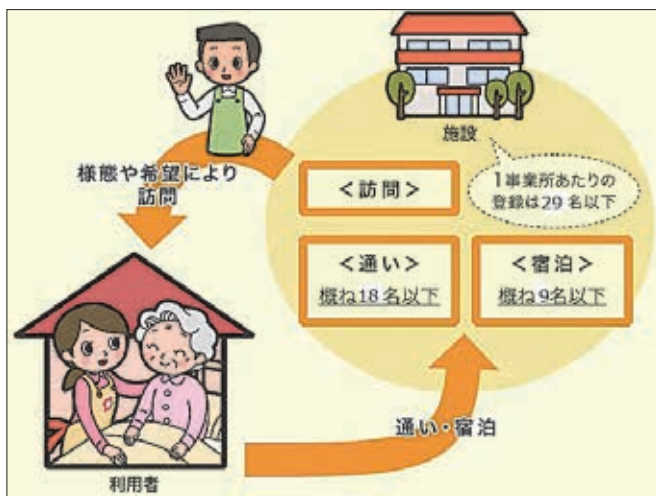 施設
1事業所あたりの
登録は29名以下
様態や希望により
訪問
＜訪問＞
＜通い＞
概ね18名以下
＜宿泊＞
概ね9名以下
通い・宿泊
利用者